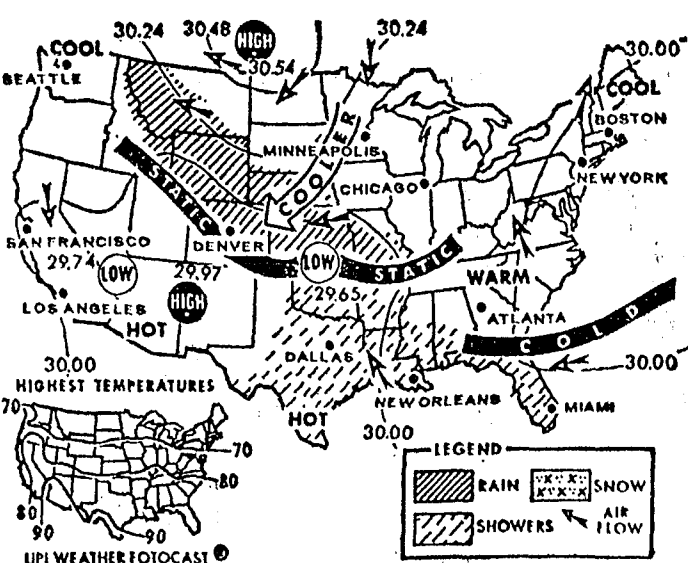 30.24
30.48
HIGH
30.54
30.24
30.00"
COOL
SEATTLE
COOL
BOSTON
COOLER
MINNEAPOLIS
STATIC
CHICAGO
NEW YORK
SAN FRANCISCO
DENVER
29.74
LOW
29.97
LOW
STATIC
WARM
HIGH
29.65
LOS ANGELES
HOT
ATLANTA
COLD
30.00
DALLAS
30.00
HIGHEST TEMPERATURES
NEW ORLEANS
MIAMI
HOT
30.00
70
70
80
80
90
90
LEGEND
RAIN
SNOW
SHOWERS
AIR
FLOW
UPI WEATHER FOTOCAST ®